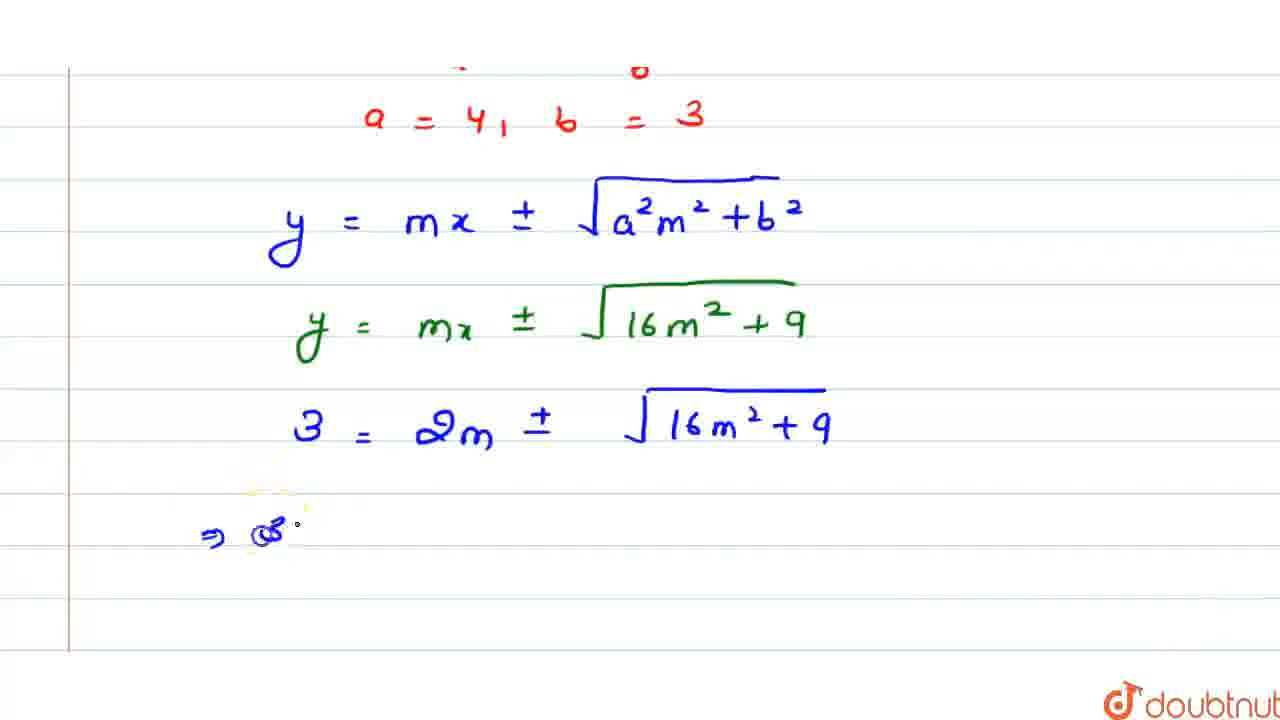 a = 4, b = 3
y = mx ± √a²m² + b²
y = mx ± √16m² + 9
3 = 2m ± √16m² + 9
⇒
doubtnut